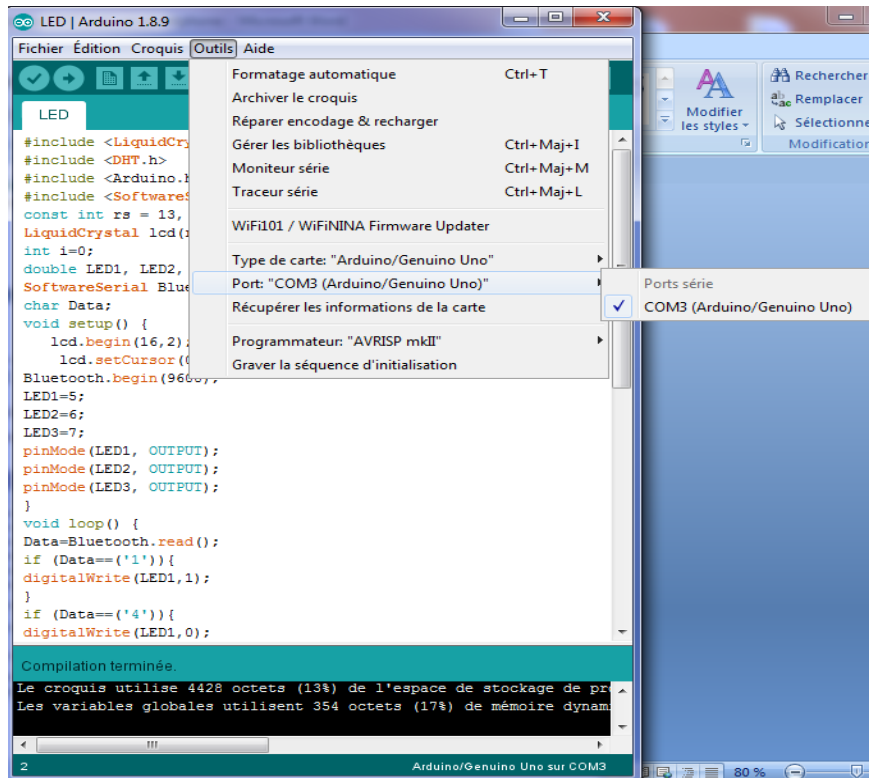 LED | Arduino 1.8.9
Fichier Édition Croquis Outils Aide
LED
Formatage automatique Ctrl+T
Archiver le croquis
Réparer encodage & recharger
Gérer les bibliothèques Ctrl+Maj+I
Moniteur série Ctrl+Maj+M
Traceur série Ctrl+Maj+L
WiFi101 / WiFiNINA Firmware Updater
Type de carte: "Arduino/Genuino Uno"
Port: "COM3 (Arduino/Genuino Uno)"
Récupérer les informations de la carte
Programmateur: "AVRISP mkII"
Graver la séquence d'initialisation
Ports série
COM3 (Arduino/Genuino Uno)
#include <LiquidCry
#include <DHT.h>
#include <Arduino.h
#include <SoftwareS
const int rs = 13,
LiquidCrystal lcd(r
int i=0;
double LED1, LED2,
SoftwareSerial Blue
char Data;
void setup() {
lcd.begin(16,2);
lcd.setCursor(0
Bluetooth.begin(9600);
LED1=5;
LED2=6;
LED3=7;
pinMode(LED1, OUTPUT);
pinMode(LED2, OUTPUT);
pinMode(LED3, OUTPUT);
}
void loop() {
Data=Bluetooth.read();
if (Data==('1')){
digitalWrite(LED1,1);
}
if (Data==('4')){
digitalWrite(LED1,0);
Compilation terminée.
Le croquis utilise 4428 octets (13%) de l'espace de stockage de pr
Les variables globales utilisent 354 octets (17%) de mémoire dynam
2 Arduino/Genuino Uno sur COM3
Modifier
les styles
Rechercher
Remplacer
Sélectionne
Modification
80 %